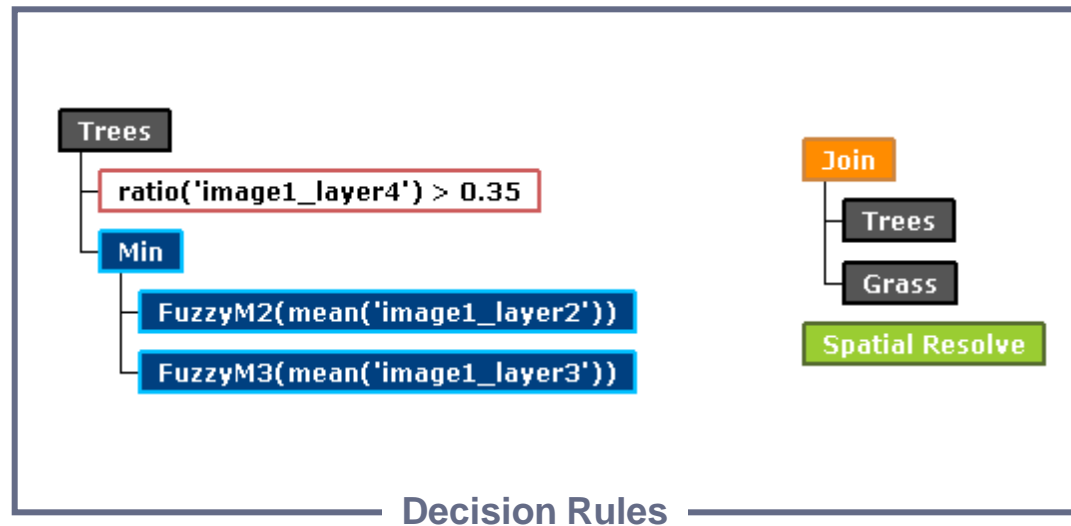 Trees
ratio('image1_layer4') > 0.35
Min
FuzzyM2(mean('image1_layer2'))
FuzzyM3(mean('image1_layer3'))
Join
Trees
Grass
Spatial Resolve
Decision Rules